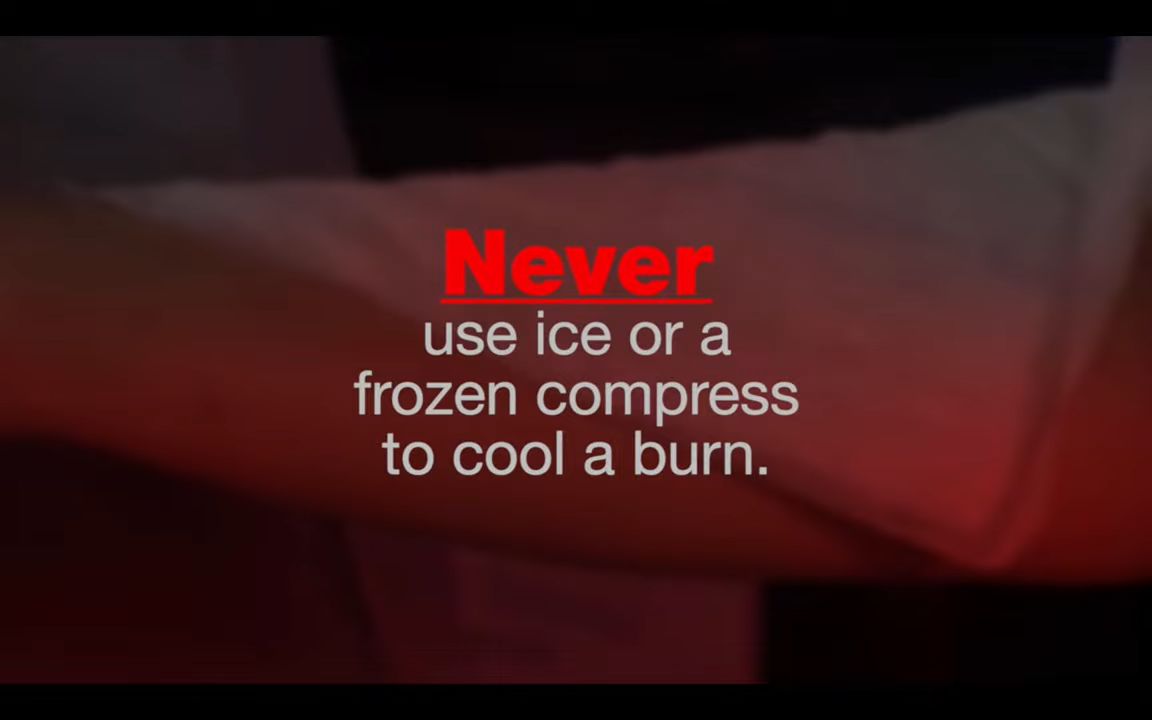 Never
use ice or a
frozen compress
to cool a burn.